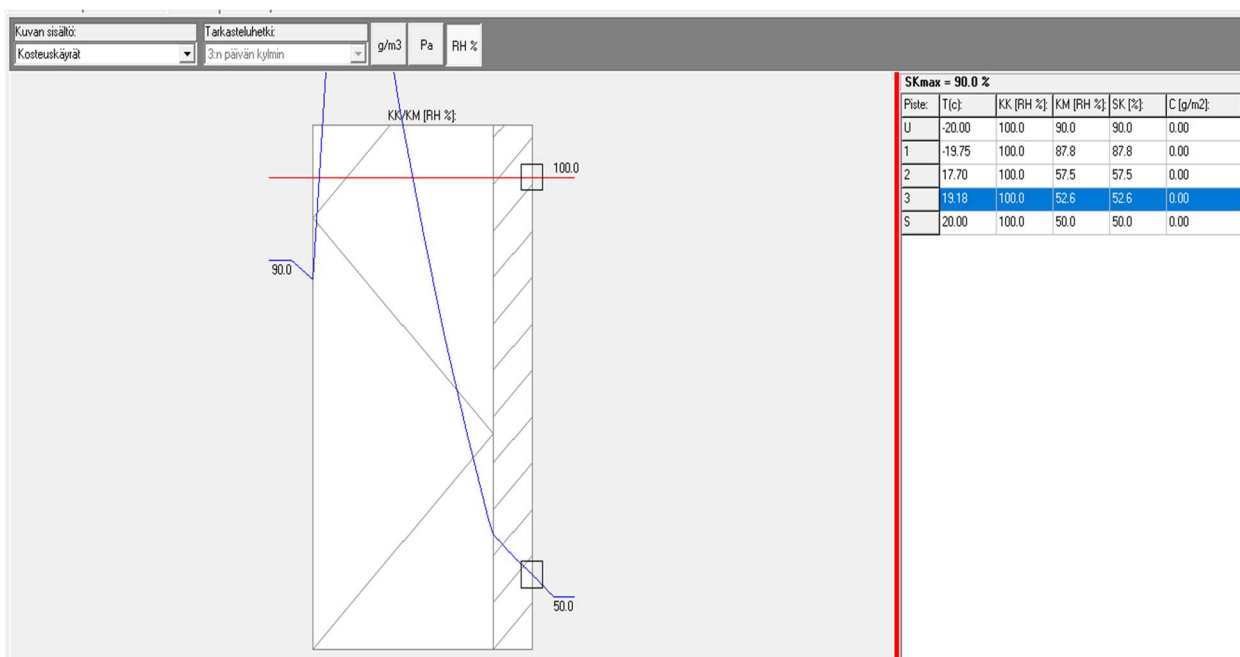 Kuvan sisältö:
Tarkasteluhetki:
Kosteuskäyrät
3:n päivän kylmin
g/m3
Pa
RH %
KK/KM [RH %]:
100.0
90.0
50.0
SKmax = 90.0 %
Piste: T(c): KK [RH %]: KM [RH %]: SK [%]: C [g/m2]:
U -20.00 100.0 90.0 90.0 0.00
1 -19.75 100.0 87.8 87.8 0.00
2 17.70 100.0 57.5 57.5 0.00
3 19.18 100.0 52.6 52.6 0.00
S 20.00 100.0 50.0 50.0 0.00